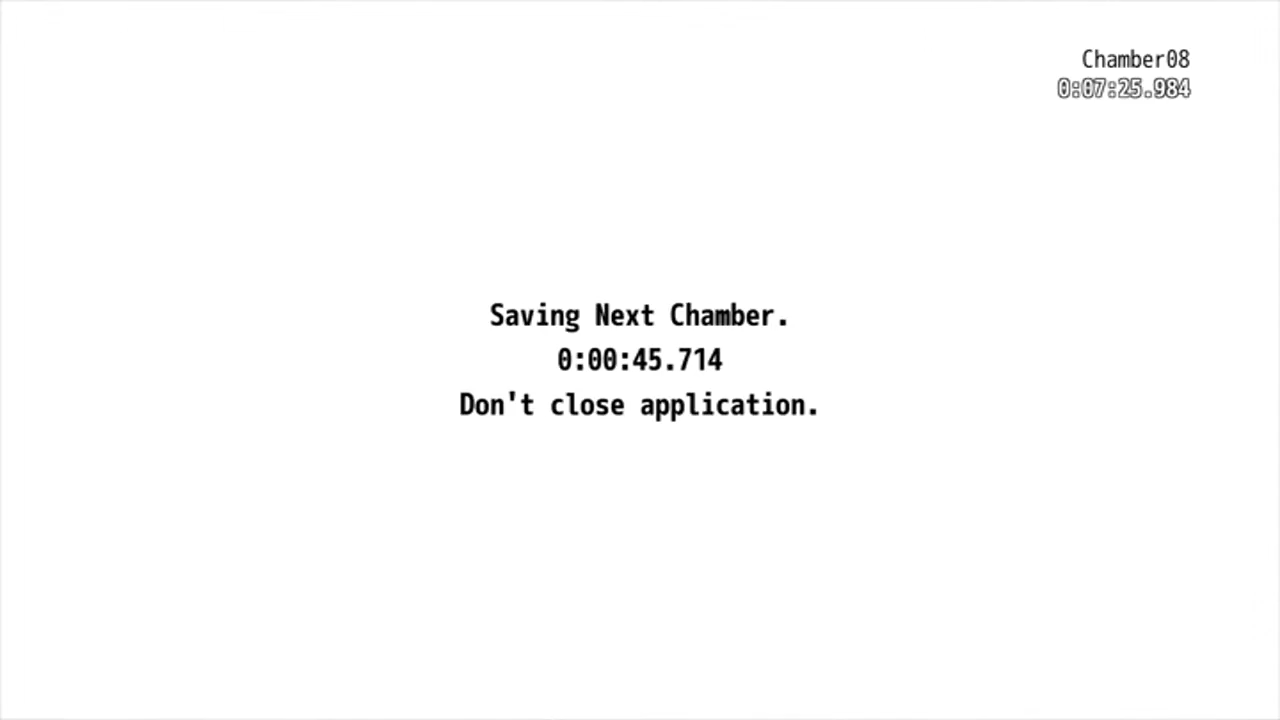 Chamber08
0:07:25.984
Saving Next Chamber.
0:00:45.714
Don't close application.